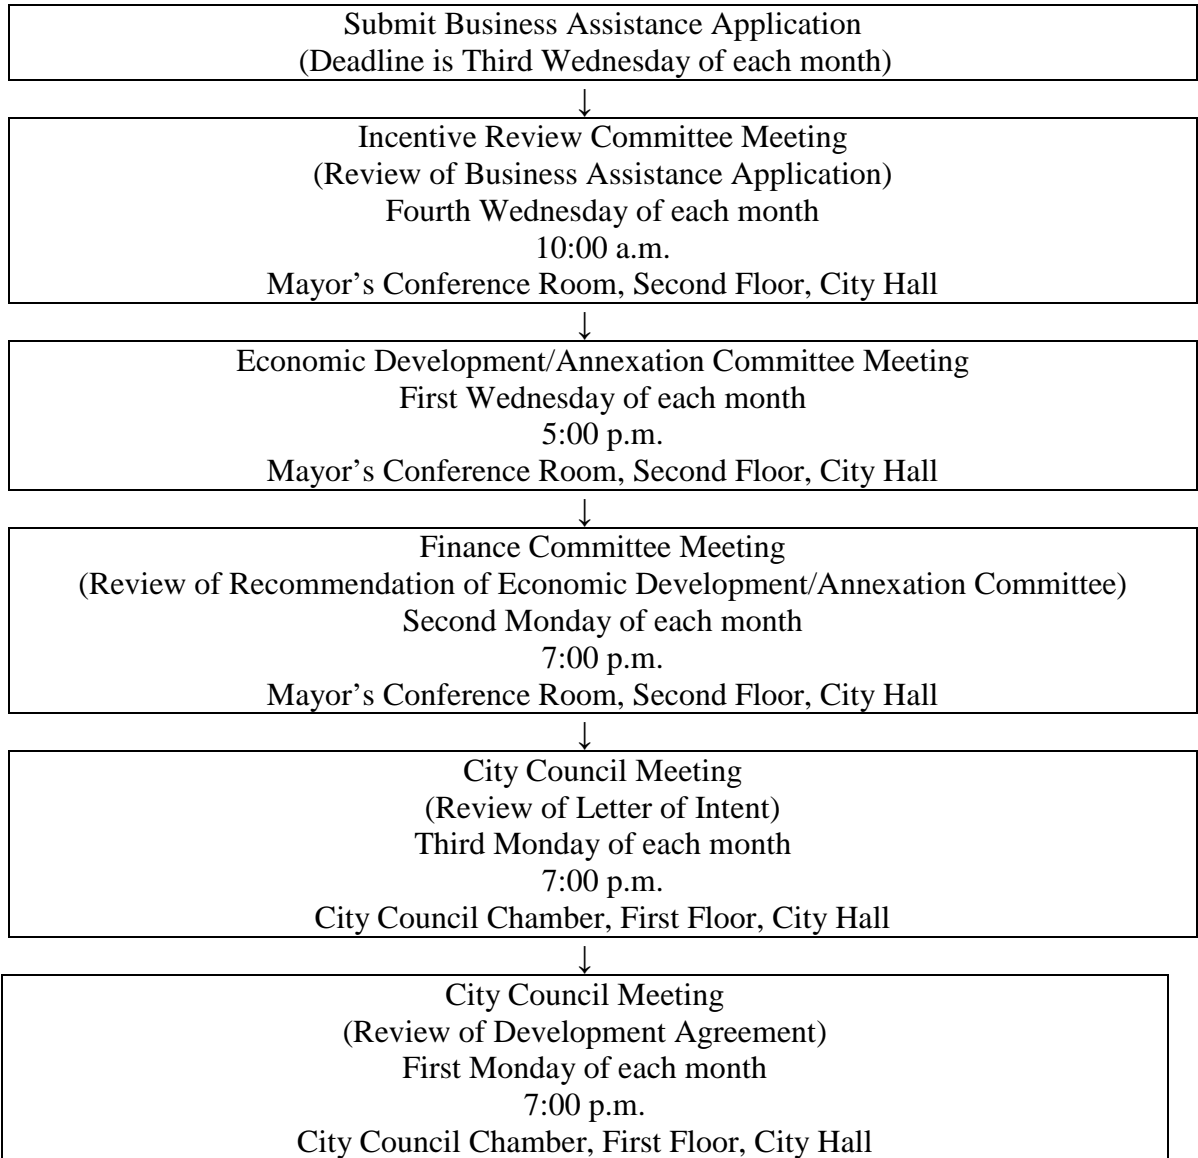 Submit Business Assistance Application
(Deadline is Third Wednesday of each month)
↓
Incentive Review Committee Meeting
(Review of Business Assistance Application)
Fourth Wednesday of each month
10:00 a.m.
Mayor’s Conference Room, Second Floor, City Hall
↓
Economic Development/Annexation Committee Meeting
First Wednesday of each month
5:00 p.m.
Mayor’s Conference Room, Second Floor, City Hall
↓
Finance Committee Meeting
(Review of Recommendation of Economic Development/Annexation Committee)
Second Monday of each month
7:00 p.m.
Mayor’s Conference Room, Second Floor, City Hall
↓
City Council Meeting
(Review of Letter of Intent)
Third Monday of each month
7:00 p.m.
City Council Chamber, First Floor, City Hall
↓
City Council Meeting
(Review of Development Agreement)
First Monday of each month
7:00 p.m.
City Council Chamber, First Floor, City Hall